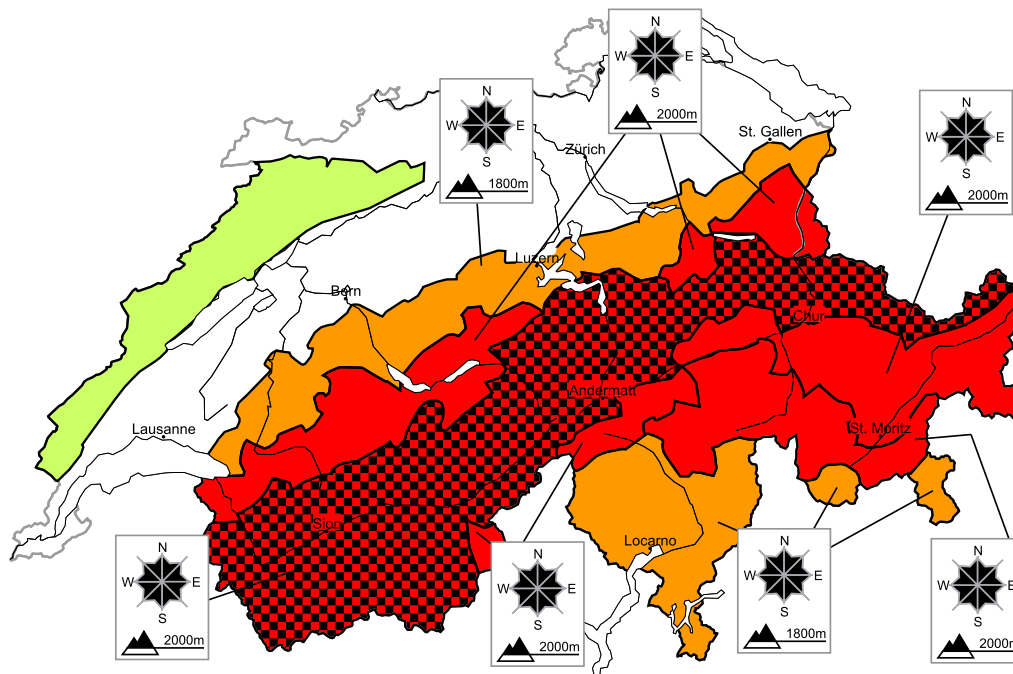 N
W E
S
2000m
N
W E
S
1800m
N
W E
S
2000m
St. Gallen
Zürich
Luzern
Bern
Chur
Andermatt
Lausanne
St. Moritz
Sion
Locarno
N
W E
S
2000m
N
W E
S
2000m
N
W E
S
1800m
N
W E
S
2000m